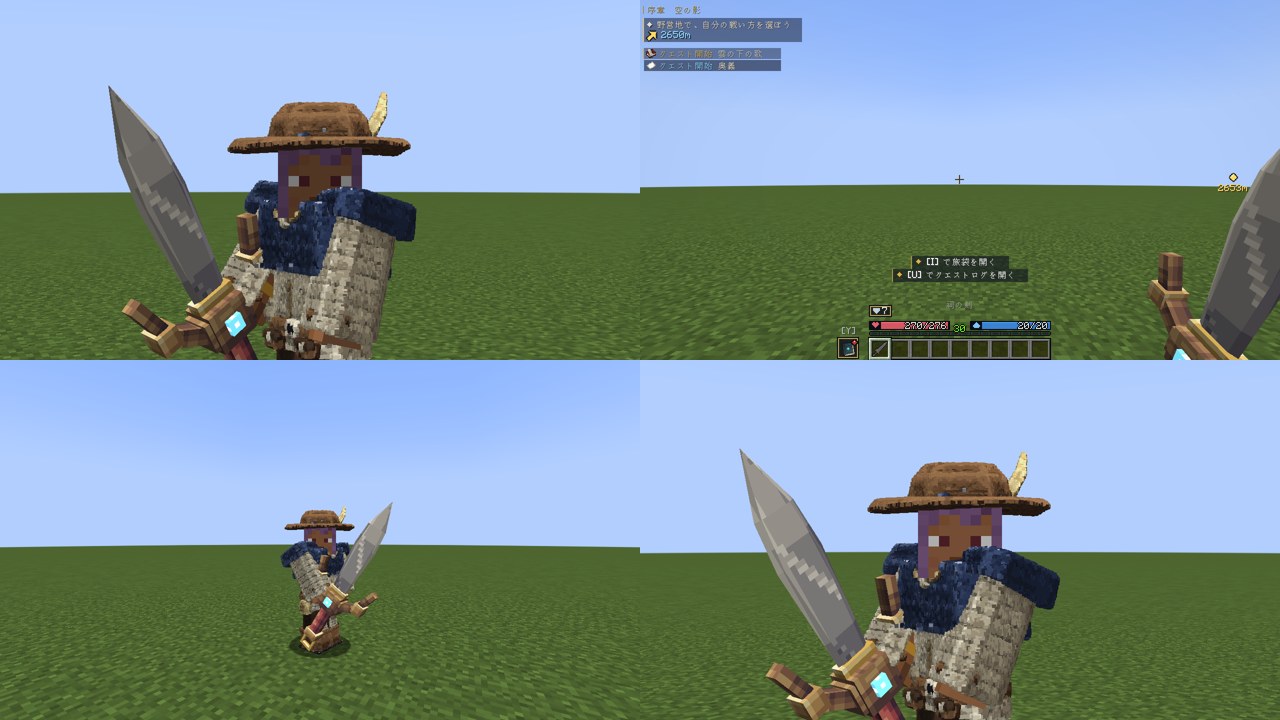 序章 空の影
野営地で、自分の戦い方を選ぼう
2650m
クエスト開始 雲の下の歌
クエスト開始 奥義
2653m
[I] で旅袋を開く
[U] でクエストログを開く
7
270/276
30
20/20
[Y]